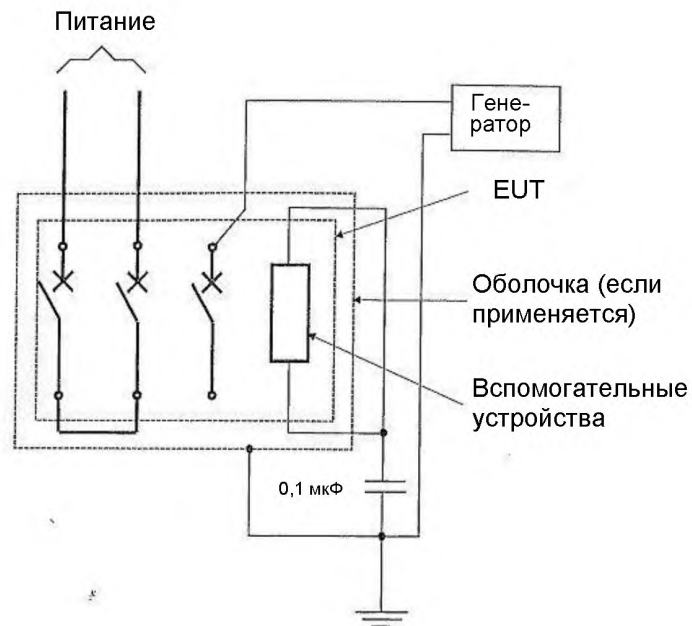 Питание
Гене-
ратор
EUT
Оболочка (если
применяется)
Вспомогательные
устройства
0,1 мкФ